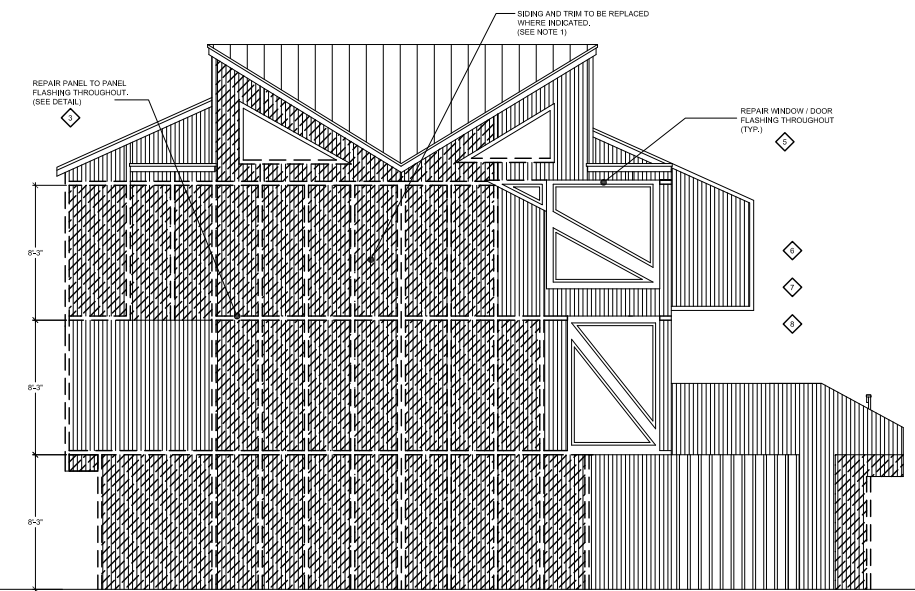 SIDING AND TRIM TO BE REPLACED
WHERE INDICATED.
(SEE NOTE 1)
REPAIR PANEL TO PANEL
FLASHING THROUGHOUT.
(SEE DETAIL)
3
REPAIR WINDOW / DOOR
FLASHING THROUGHOUT
(TYP.)
5
8'-3"
6
7
8
8'-3"
8'-3"